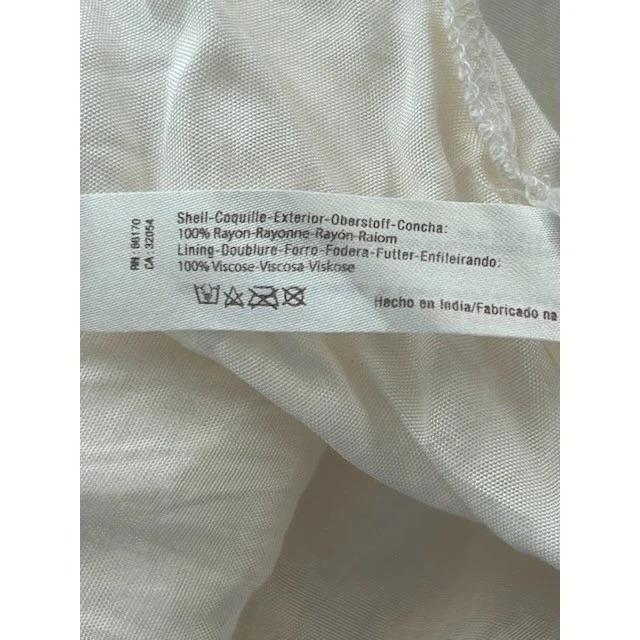 RN : 66170
CA : 32054
Shell-Coquille-Exterior-Oberstoff-Concha:
100% Rayon-Rayonne-Rayón-Raiom
Lining-Doublure-Forro-Fodera-Futter-Enfileirando:
100% Viscose-Viscosa-Viskose
Hecho en India/Fabricado na